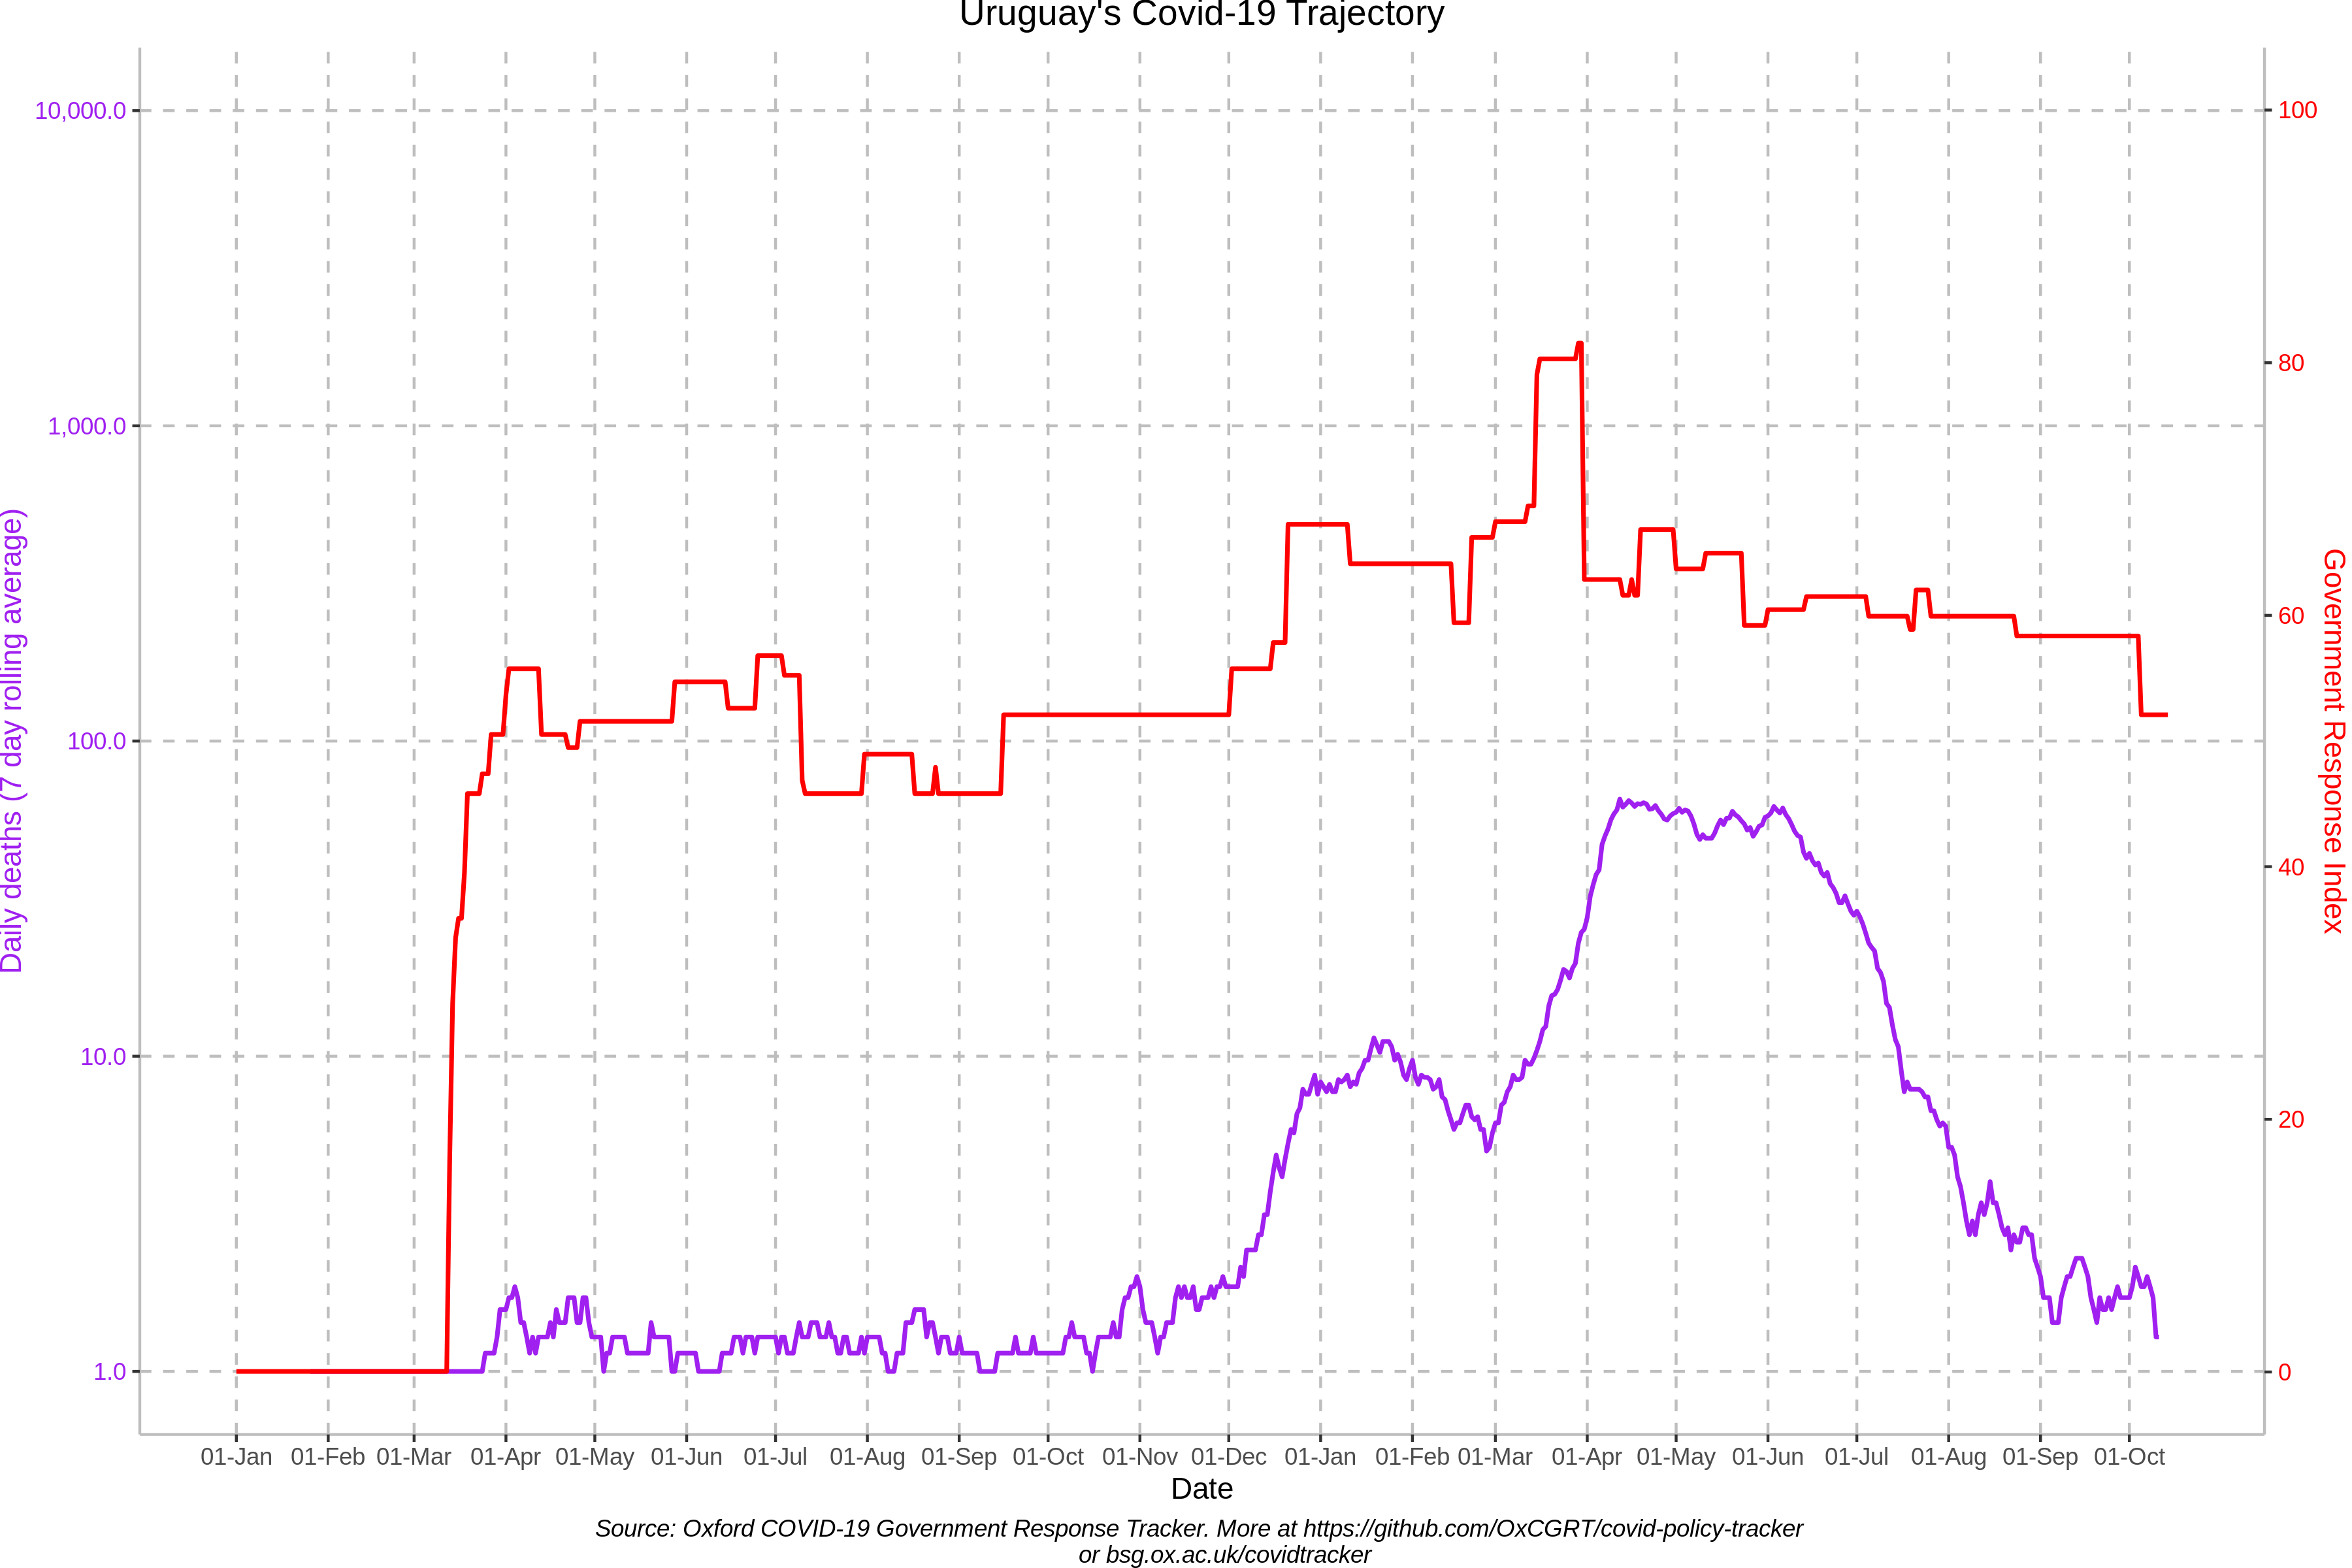 Uruguay's Covid-19 Trajectory
10,000.0
1,000.0
100.0
10.0
1.0
Daily deaths (7 day rolling average)
100
80
60
40
20
0
Government Response Index
01-Jan 01-Feb 01-Mar 01-Apr 01-May 01-Jun 01-Jul 01-Aug 01-Sep 01-Oct 01-Nov 01-Dec 01-Jan 01-Feb 01-Mar 01-Apr 01-May 01-Jun 01-Jul 01-Aug 01-Sep 01-Oct
Date
Source: Oxford COVID-19 Government Response Tracker. More at https://github.com/OxCGRT/covid-policy-tracker
or bsg.ox.ac.uk/covidtracker